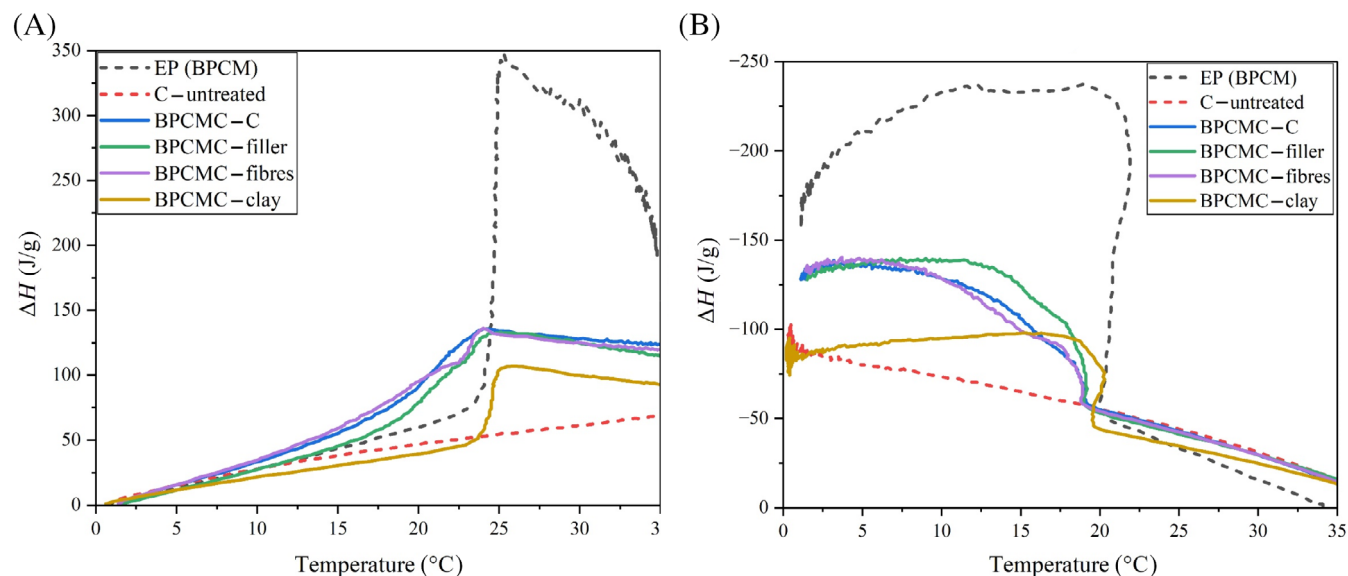 (A)
350
300
250
200
150
100
50
0
ΔH (J/g)
EP (BPCM)
C−untreated
BPCMC−C
BPCMC−filler
BPCMC−fibres
BPCMC−clay
0 5 10 15 20 25 30 3
Temperature (°C)
(B)
−250
−200
−150
−100
−50
0
ΔH (J/g)
EP (BPCM)
C−untreated
BPCMC−C
BPCMC−filler
BPCMC−fibres
BPCMC−clay
0 5 10 15 20 25 30 35
Temperature (°C)